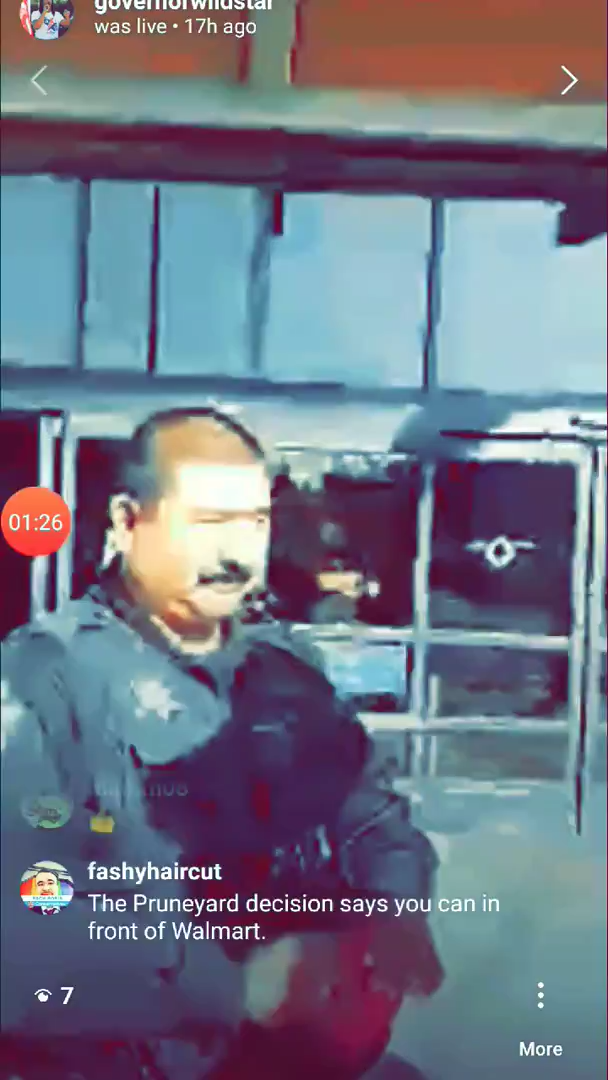 governorwildstar
was live • 17h ago
01:26
fashyhaircut
The Pruneyard decision says you can in
front of Walmart.
7
More